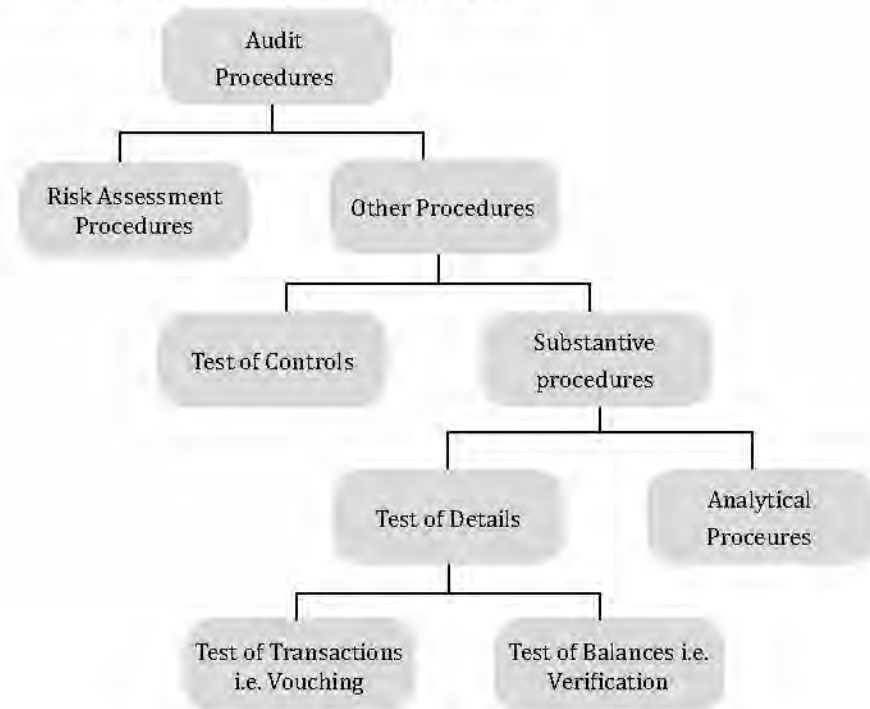 Audit
Procedures
Risk Assessment
Procedures
Other Procedures
Test of Controls
Substantive
procedures
Test of Details
Analytical
Proceures
Test of Transactions
i.e. Vouching
Test of Balances i.e.
Verification